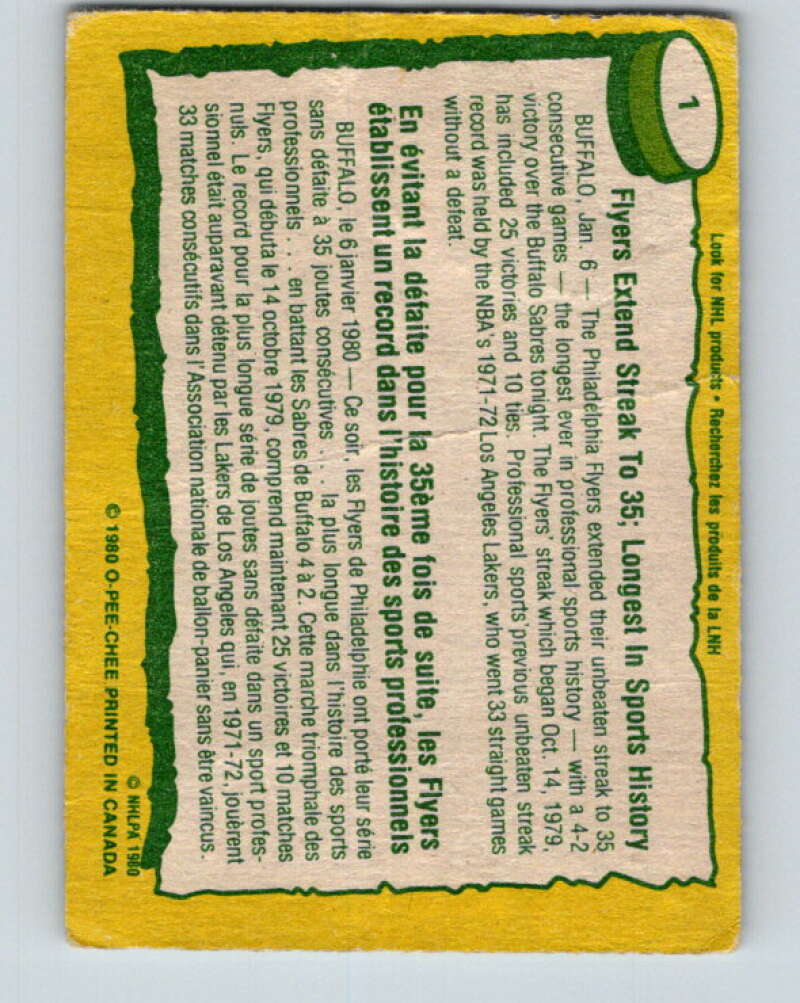 1
Look for NHL products • Recherchez les produits de la LNH
Flyers Extend Streak To 35; Longest In Sports History
BUFFALO, Jan. 6 — The Philadelphia Flyers extended their unbeaten streak to 35
consecutive games — the longest ever in professional sports history — with a 4-2
victory over the Buffalo Sabres tonight. The Flyers' streak which began Oct. 14, 1979,
has included 25 victories and 10 ties. Professional sports' previous unbeaten streak
record was held by the NBA's 1971-72 Los Angeles Lakers, who went 33 straight games
without a defeat.
En évitant la défaite pour la 35ème fois de suite, les Flyers
établissent un record dans l'histoire des sports professionnels
BUFFALO, le 6 janvier 1980 — Ce soir, les Flyers de Philadelphie ont porté leur série
sans défaite à 35 joutes consécutives . . . la plus longue dans l'histoire des sports
professionnels . . . en battant les Sabres de Buffalo 4 à 2. Cette marche triomphale des
Flyers, qui débuta le 14 octobre 1979, comprend maintenant 25 victoires et 10 matches
nuls. Le record pour la plus longue série de joutes sans défaite dans un sport profes-
sionnel était auparavant détenu par les Lakers de Los Angeles qui, en 1971-72, jouèrent
33 matches consécutifs dans l'Association nationale de ballon-panier sans être vaincus.
© NHLPA 1980
© 1980 O-PEE-CHEE PRINTED IN CANADA